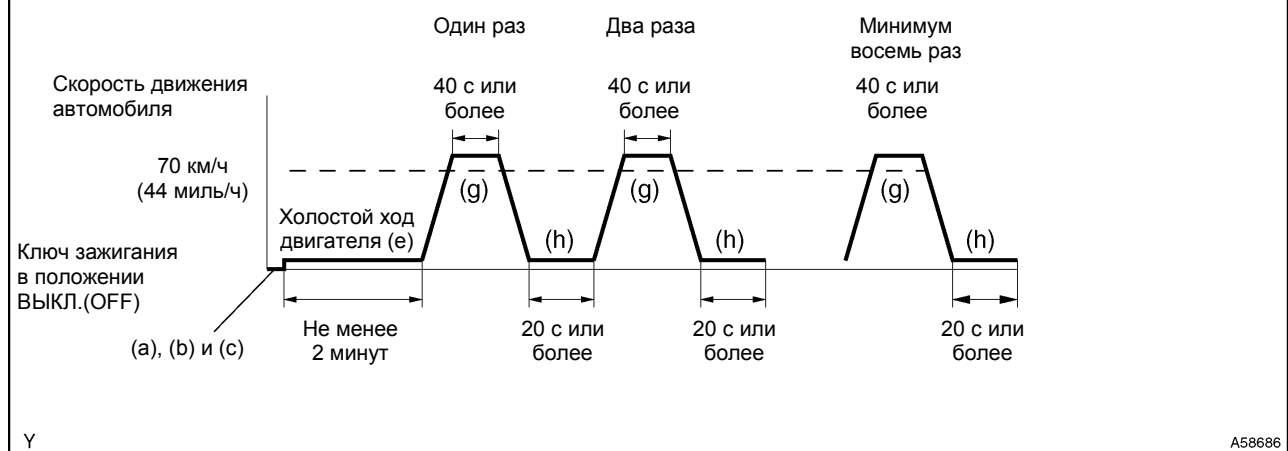 Один раз
Два раза
Минимум
восемь раз
Скорость движения
автомобиля
40 с или
более
40 с или
более
40 с или
более
70 км/ч
(44 миль/ч)
(g)
(g)
(g)
Холостой ход
двигателя (e)
(h)
(h)
(h)
Ключ зажигания
в положении
ВЫКЛ.(OFF)
(a), (b) и (c)
Не менее
2 минут
20 с или
более
20 с или
более
20 с или
более
Y
A58686